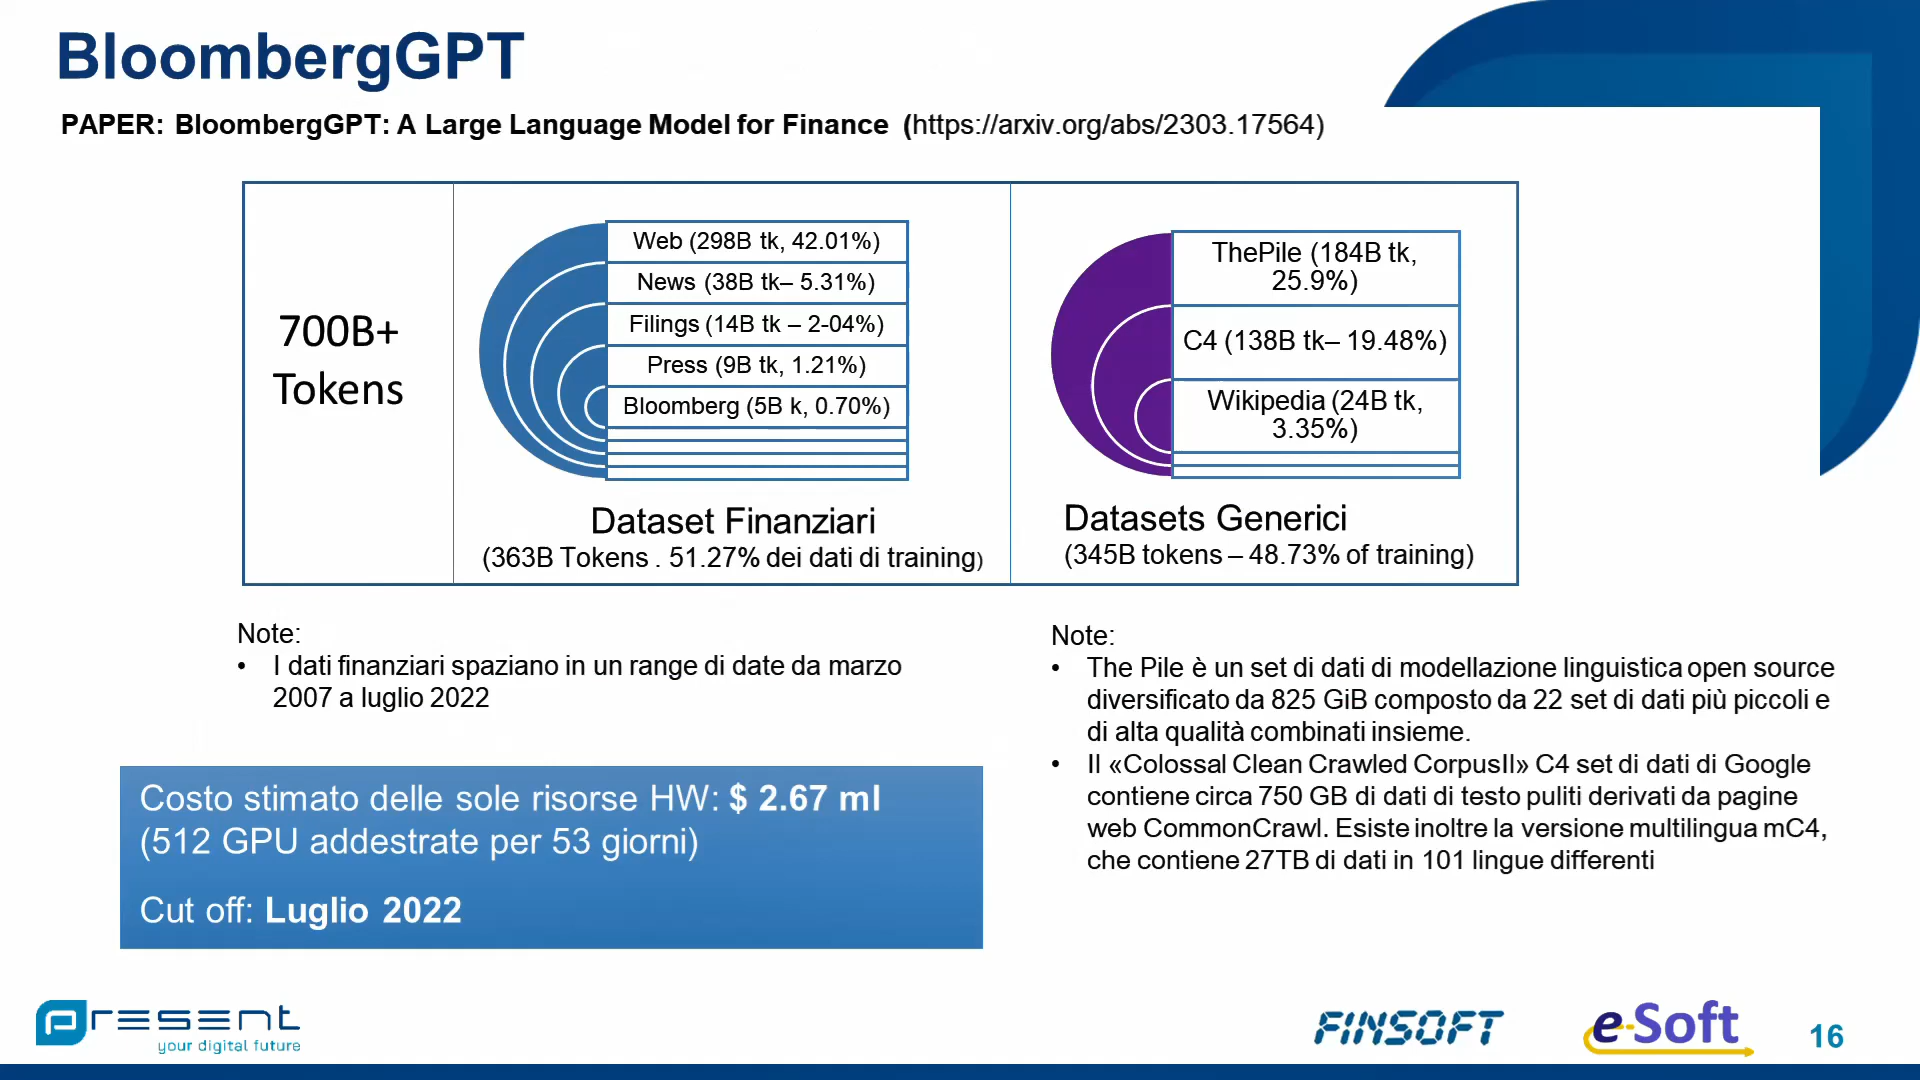 BloombergGPT
PAPER: BloombergGPT: A Large Language Model for Finance (https://arxiv.org/abs/2303.17564)
700B+
Tokens
Web (298B tk, 42.01%)
News (38B tk– 5.31%)
Filings (14B tk – 2-04%)
Press (9B tk, 1.21%)
Bloomberg (5B k, 0.70%)
Dataset Finanziari
(363B Tokens . 51.27% dei dati di training)
ThePile (184B tk,
25.9%)
C4 (138B tk– 19.48%)
Wikipedia (24B tk,
3.35%)
Datasets Generici
(345B tokens – 48.73% of training)
Note:
• I dati finanziari spaziano in un range di date da marzo
2007 a luglio 2022
Costo stimato delle sole risorse HW: $ 2.67 ml
(512 GPU addestrate per 53 giorni)
Cut off: Luglio 2022
Note:
• The Pile è un set di dati di modellazione linguistica open source
diversificato da 825 GiB composto da 22 set di dati più piccoli e
di alta qualità combinati insieme.
• Il «Colossal Clean Crawled CorpusIl» C4 set di dati di Google
contiene circa 750 GB di dati di testo puliti derivati da pagine
web CommonCrawl. Esiste inoltre la versione multilingua mC4,
che contiene 27TB di dati in 101 lingue differenti
Present
your digital future
FINSOFT
e-Soft
16